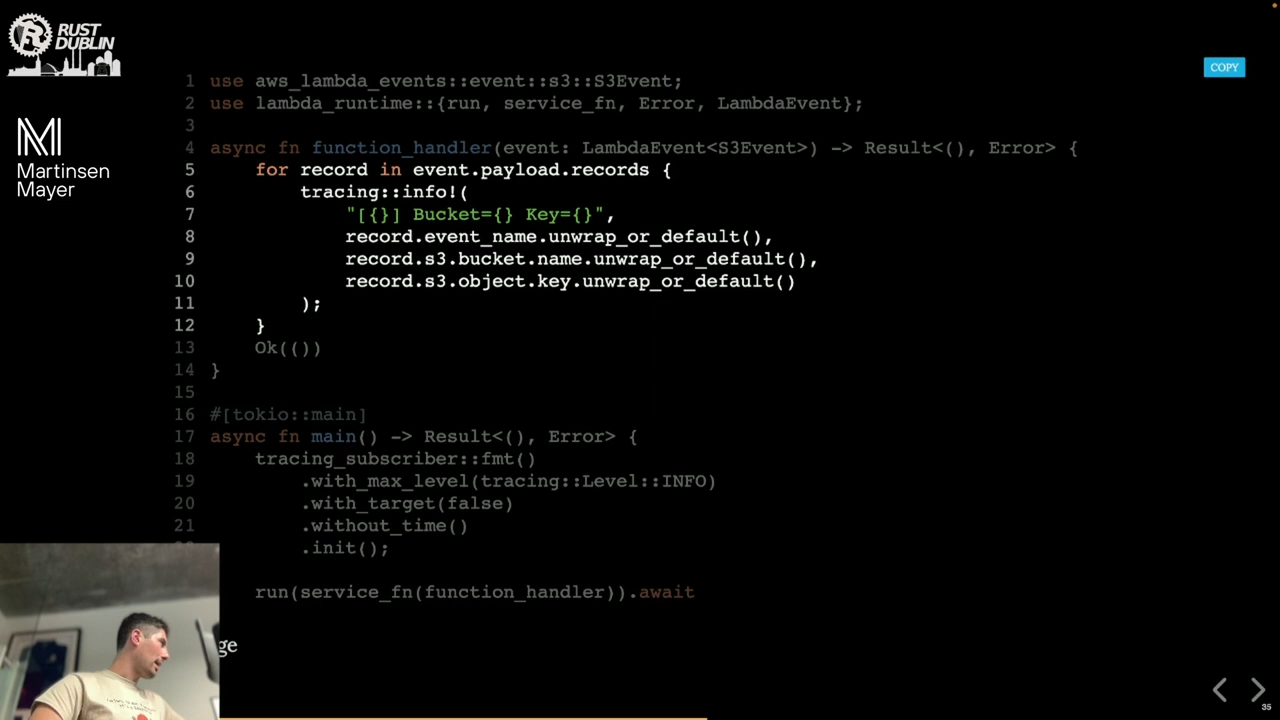 RUST
DUBLIN
Martinsen
Mayer
COPY
1 use aws_lambda_events::event::s3::S3Event;
2 use lambda_runtime::{run, service_fn, Error, LambdaEvent};
3
4 async fn function_handler(event: LambdaEvent<S3Event>) -> Result<(), Error> {
5     for record in event.payload.records {
6         tracing::info!(
7             "[{}] Bucket={} Key={}",
8             record.event_name.unwrap_or_default(),
9             record.s3.bucket.name.unwrap_or_default(),
10             record.s3.object.key.unwrap_or_default()
11         );
12     }
13     Ok(())
14 }
15
16 #[tokio::main]
17 async fn main() -> Result<(), Error> {
18     tracing_subscriber::fmt()
19         .with_max_level(tracing::Level::INFO)
20         .with_target(false)
21         .without_time()
        .init();
    run(service_fn(function_handler)).await
ge
35